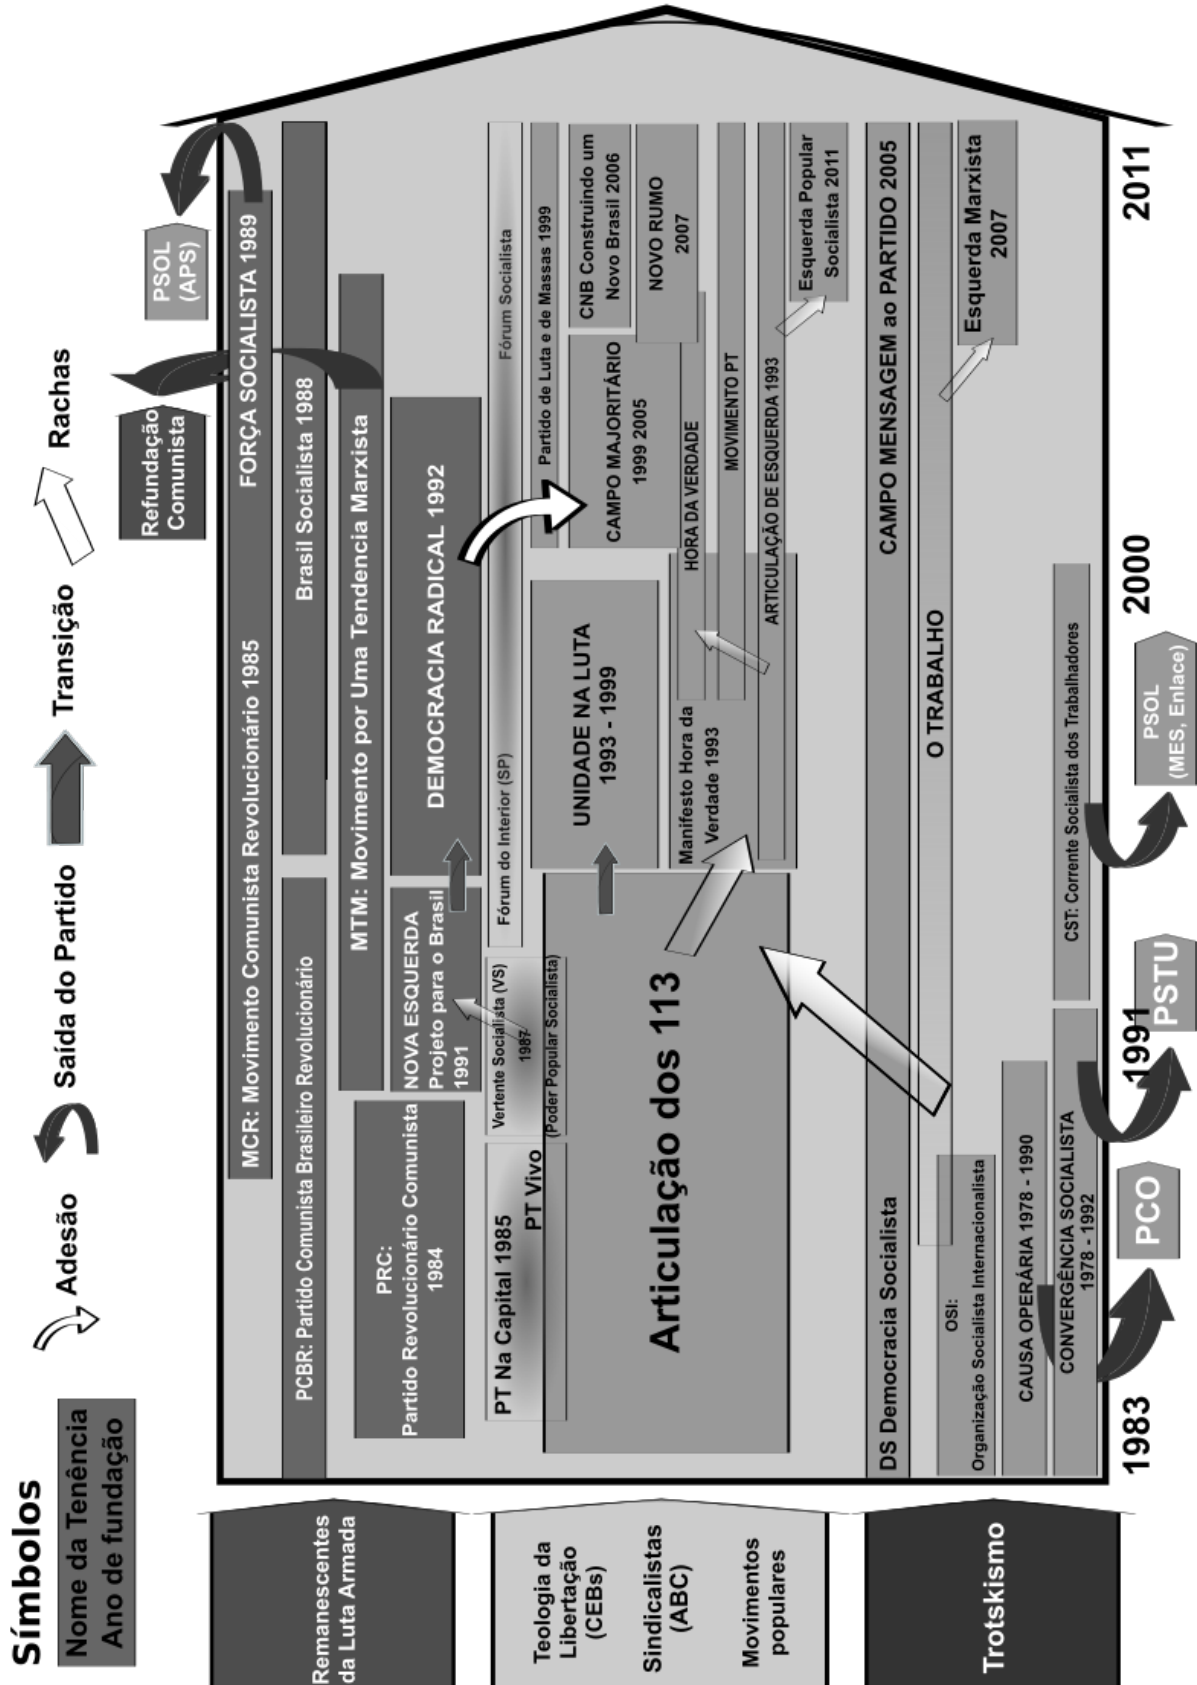 Símbolos
Nome da Tenência
Ano de fundação
Adesão
Saída do Partido
Transição
Rachas
Remanescentes
da Luta Armada
Teologia da
Libertação
(CEBs)
Sindicalistas
(ABC)
Movimentos
populares
Trotskismo
Refundação
Comunista
PSOL
(APS)
MCR: Movimento Comunista Revolucionário 1985
FORÇA SOCIALISTA 1989
PCBR: Partido Comunista Brasileiro Revolucionário
Brasil Socialista 1988
MTM: Movimento por Uma Tendencia Marxista
PRC:
Partido Revolucionário Comunista
1984
NOVA ESQUERDA
Projeto para o Brasil
1991
DEMOCRACIA RADICAL 1992
PT Na Capital 1985
PT Vivo
Vertente Socialista (VS)
1987
(Poder Popular Socialista)
Fórum do Interior (SP)
Fórum Socialista
Partido de Luta e de Massas 1999
Articulação dos 113
UNIDADE NA LUTA
1993 - 1999
CAMPO MAJORITÁRIO
1999 2005
CNB Construindo um
Novo Brasil 2006
NOVO RUMO
2007
Manifesto Hora da
Verdade 1993
HORA DA VERDADE
MOVIMENTO PT
ARTICULAÇÃO DE ESQUERDA 1993
Esquerda Popular
Socialista 2011
DS Democracia Socialista
CAMPO MENSAGEM ao PARTIDO 2005
O TRABALHO
OSI:
Organização Socialista Internacionalista
Esquerda Marxista
2007
CAUSA OPERÁRIA 1978 - 1990
CONVERGÊNCIA SOCIALISTA
1978 - 1992
CST: Corrente Socialista dos Trabalhadores
1983
1991
2000
2011
PCO
PSTU
PSOL
(MES, Enlace)